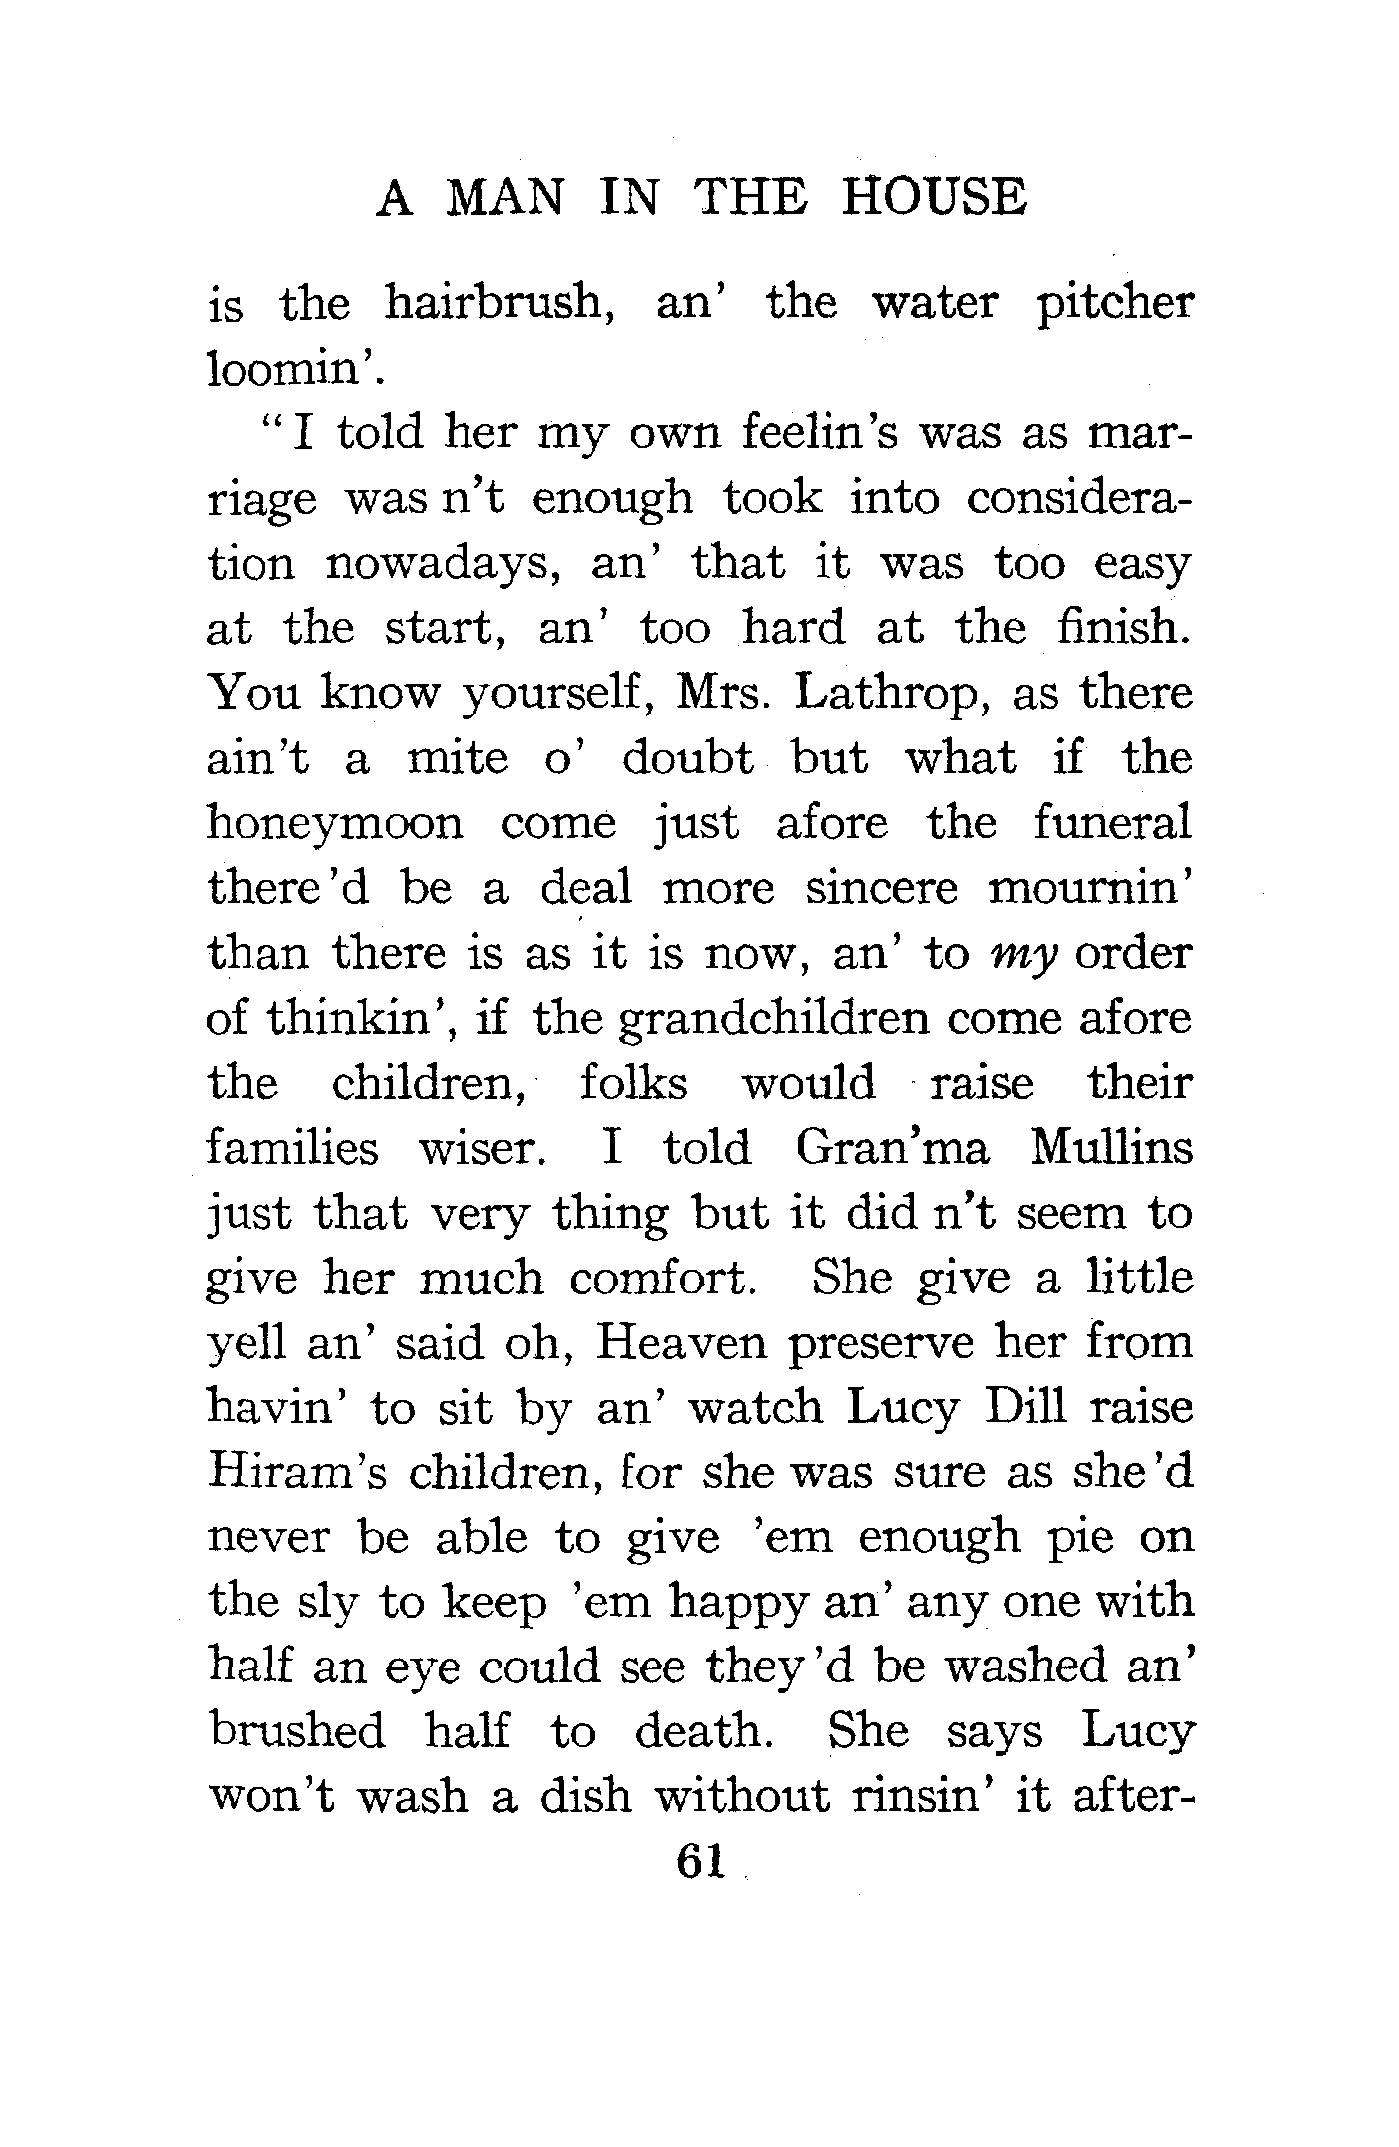 A MAN IN THE HOUSE
is the hairbrush, an' the water pitcher
loomin'.
"I told her my own feelin's was as mar-
riage was n't enough took into considera-
tion nowadays, an' that it was too easy
at the start, an' too hard at the finish.
You know yourself, Mrs. Lathrop, as there
ain't a mite o' doubt but what if the
honeymoon come just afore the funeral
there 'd be a deal more sincere mournin'
than there is as it is now, an' to my order
of thinkin', if the grandchildren come afore
the children, folks would raise their
families wiser. I told Gran'ma Mullins
just that very thing but it did n't seem to
give her much comfort. She give a little
yell an' said oh, Heaven preserve her from
havin' to sit by an' watch Lucy Dill raise
Hiram's children, for she was sure as she 'd
never be able to give 'em enough pie on
the sly to keep 'em happy an' any one with
half an eye could see they 'd be washed an'
brushed half to death. She says Lucy
won't wash a dish without rinsin' it after-
61